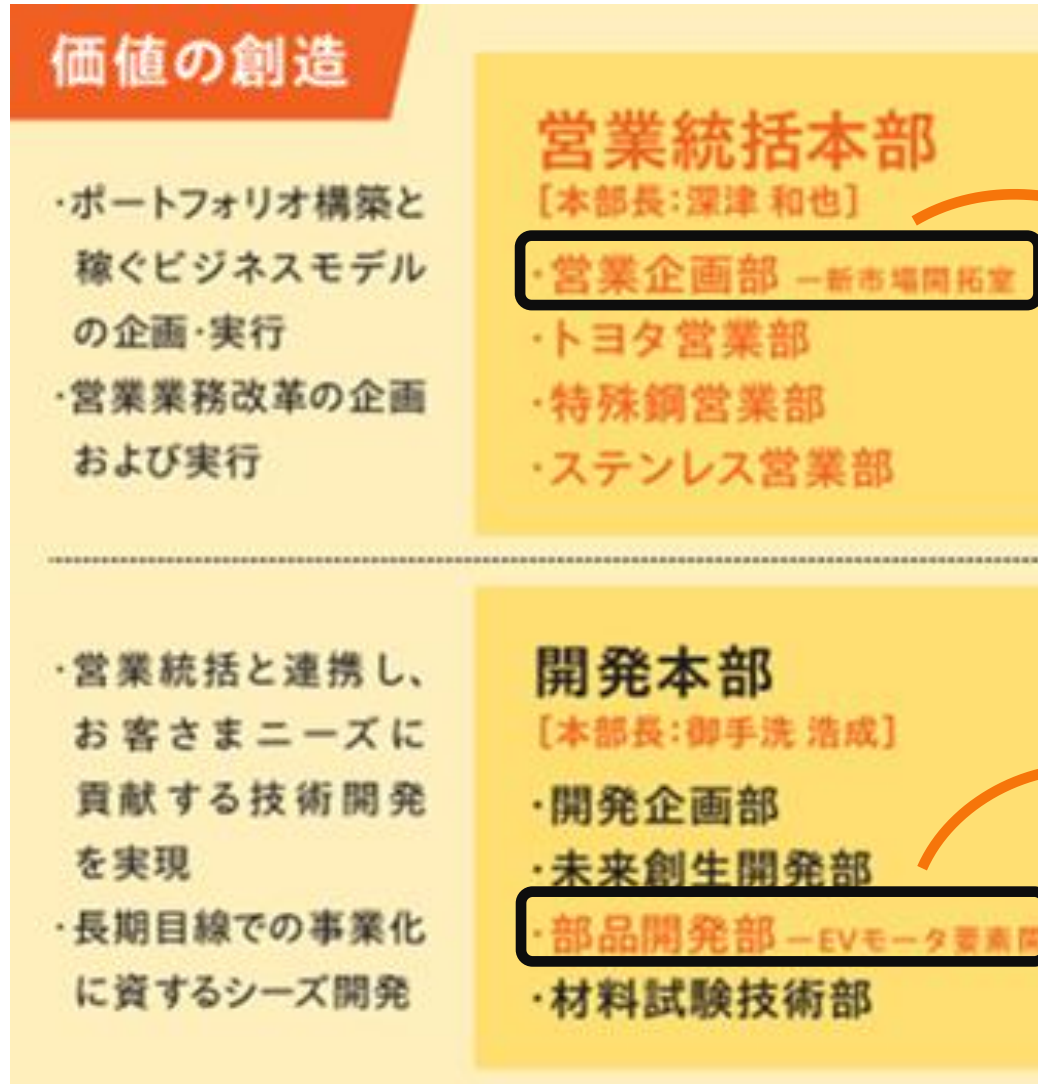 価値の創造
・ポートフォリオ構築と
稼ぐビジネスモデル
の企画・実行
・営業業務改革の企画
および実行
営業統括本部
[本部長:深津 和也]
・営業企画部 —新市場開拓室
・トヨタ営業部
・特殊鋼営業部
・ステンレス営業部
・営業統括と連携し、
お客さまニーズに
貢献する技術開発
を実現
・長期目線での事業化
に資するシーズ開発
開発本部
[本部長:御手洗 浩成]
・開発企画部
・未来創生開発部
・部品開発部 —EVモータ要素開
・材料試験技術部